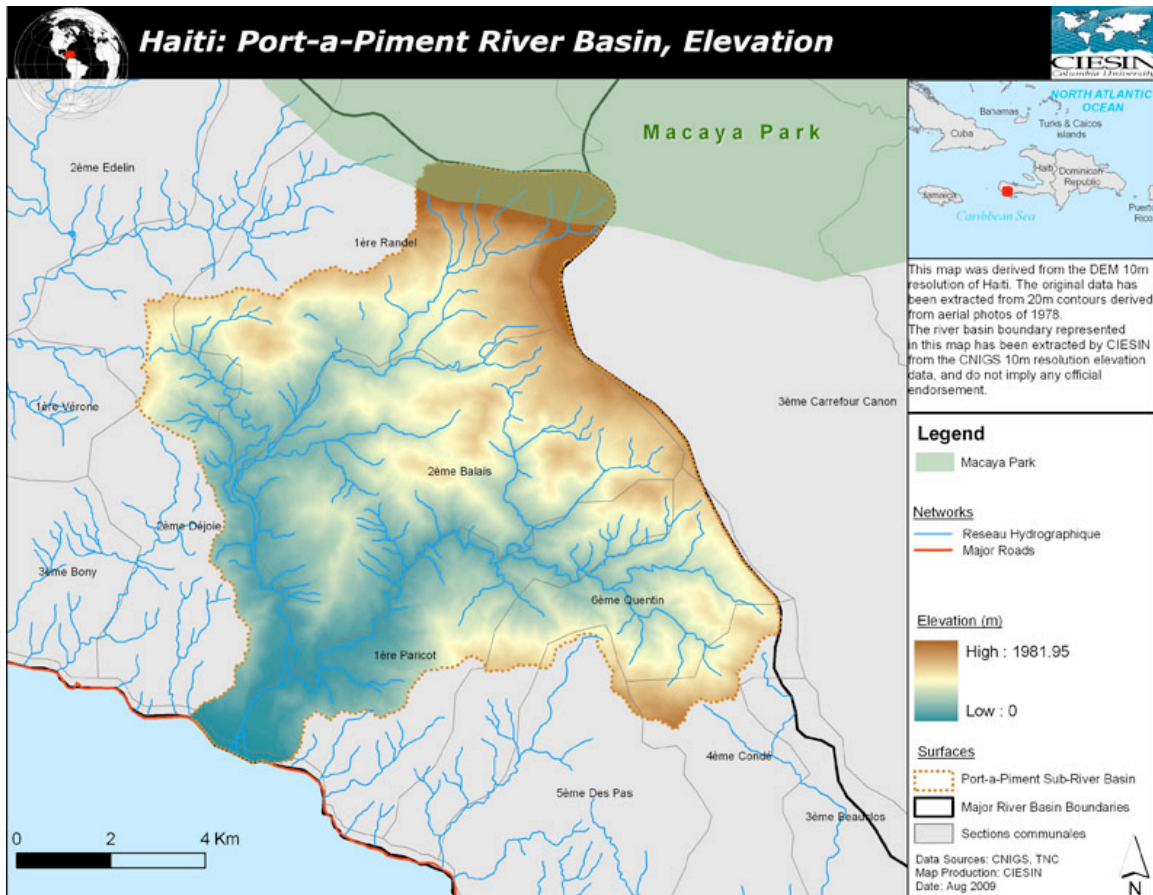 Haiti: Port-a-Piment River Basin, Elevation
CIESIN
Columbia University
Macaya Park
2ème Edelin
1ère Randel
1ère Vérone
3ème Carrefour Canon
2ème Balais
2ème Déjoie
3ème Bony
6ème Quentin
1ère Paricot
4ème Condé
5ème Des Pas
3ème Beauclos
0 2 4 Km
NORTH ATLANTIC
OCEAN
Bahamas
Turks & Caicos
islands
Cuba
Haiti
Dominican
Republic
Jamaica
Puerto
Rico
Caribbean Sea
This map was derived from the DEM 10m
resolution of Haiti. The original data has
been extracted from 20m contours derived
from aerial photos of 1978.
The river basin boundary represented
in this map has been extracted by CIESIN
from the CNIGS 10m resolution elevation
data, and do not imply any official
endorsement.
Legend
Macaya Park
Networks
Reseau Hydrographique
Major Roads
Elevation (m)
High : 1981.95
Low : 0
Surfaces
Port-a-Piment Sub-River Basin
Major River Basin Boundaries
Sections communales
Data Sources: CNIGS, TNC
Map Production: CIESIN
Date: Aug 2009
N